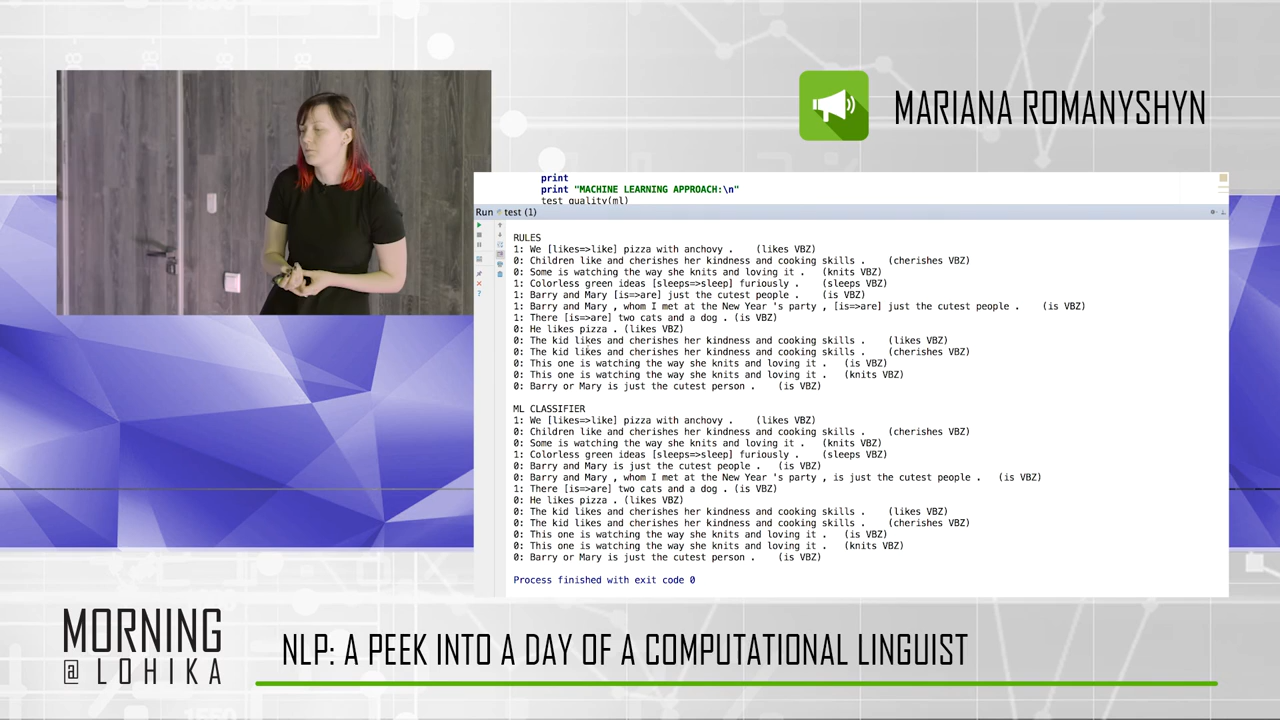 MARIANA ROMANYSHYN
print
print "MACHINE LEARNING APPROACH:\n"
test_quality(ml)
Run test (1)
RULES
1: We [likes=>like] pizza with anchovy . (likes VBZ)
0: Children like and cherishes her kindness and cooking skills . (cherishes VBZ)
0: Some is watching the way she knits and loving it . (knits VBZ)
1: Colorless green ideas [sleeps=>sleep] furiously . (sleeps VBZ)
1: Barry and Mary [is=>are] just the cutest people . (is VBZ)
1: Barry and Mary , whom I met at the New Year 's party , [is=>are] just the cutest people . (is VBZ)
1: There [is=>are] two cats and a dog . (is VBZ)
0: He likes pizza . (likes VBZ)
0: The kid likes and cherishes her kindness and cooking skills . (likes VBZ)
0: The kid likes and cherishes her kindness and cooking skills . (cherishes VBZ)
0: This one is watching the way she knits and loving it . (is VBZ)
0: This one is watching the way she knits and loving it . (knits VBZ)
0: Barry or Mary is just the cutest person . (is VBZ)
ML CLASSIFIER
1: We [likes=>like] pizza with anchovy . (likes VBZ)
0: Children like and cherishes her kindness and cooking skills . (cherishes VBZ)
0: Some is watching the way she knits and loving it . (knits VBZ)
1: Colorless green ideas [sleeps=>sleep] furiously . (sleeps VBZ)
0: Barry and Mary is just the cutest people . (is VBZ)
0: Barry and Mary , whom I met at the New Year 's party , is just the cutest people . (is VBZ)
1: There [is=>are] two cats and a dog . (is VBZ)
0: He likes pizza . (likes VBZ)
0: The kid likes and cherishes her kindness and cooking skills . (likes VBZ)
0: The kid likes and cherishes her kindness and cooking skills . (cherishes VBZ)
0: This one is watching the way she knits and loving it . (is VBZ)
0: This one is watching the way she knits and loving it . (knits VBZ)
0: Barry or Mary is just the cutest person . (is VBZ)
Process finished with exit code 0
MORNING
@ LOHIKA
NLP: A PEEK INTO A DAY OF A COMPUTATIONAL LINGUIST